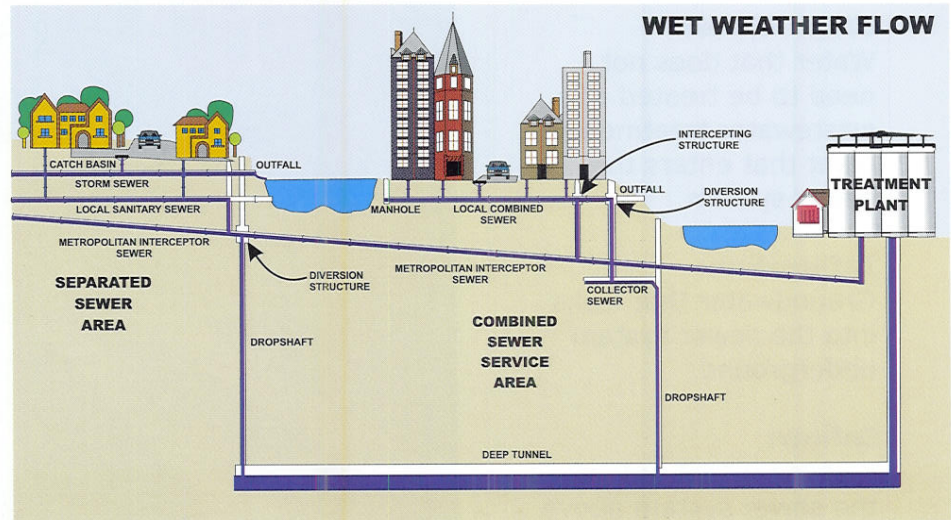 WET WEATHER FLOW
INTERCEPTING
STRUCTURE
CATCH BASIN
OUTFALL
STORM SEWER
TREATMENT
PLANT
OUTFALL
DIVERSION
STRUCTURE
LOCAL SANITARY SEWER
MANHOLE
LOCAL COMBINED
SEWER
METROPOLITAN INTERCEPTOR
SEWER
DIVERSION
STRUCTURE
METROPOLITAN INTERCEPTOR
SEWER
COLLECTOR
SEWER
SEPARATED
SEWER
AREA
COMBINED
SEWER
SERVICE
AREA
DROPSHAFT
DROPSHAFT
DEEP TUNNEL